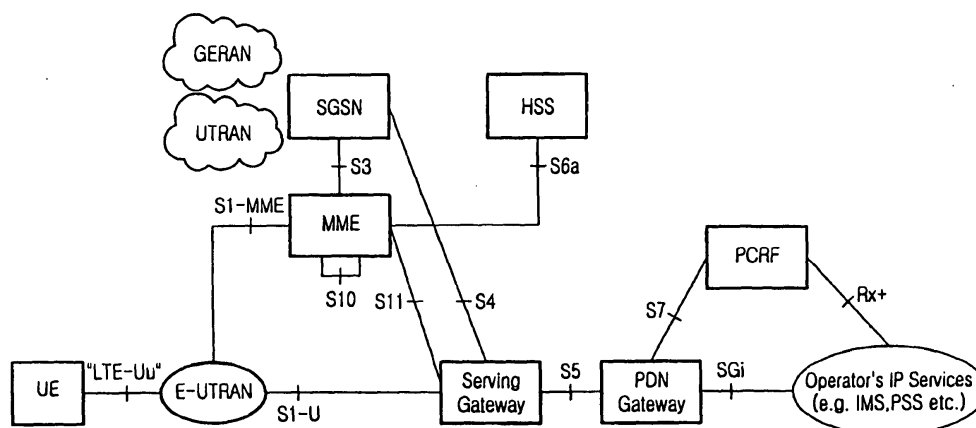 GERAN
SGSN
HSS
UTRAN
S3
S6a
S1-MME
MME
PCRF
S10
S11
S4
S7
Rx+
"LTE-Uu"
UE
E-UTRAN
S1-U
Serving
Gateway
S5
PDN
Gateway
SGi
Operator's IP Services
(e.g. IMS,PSS etc.)